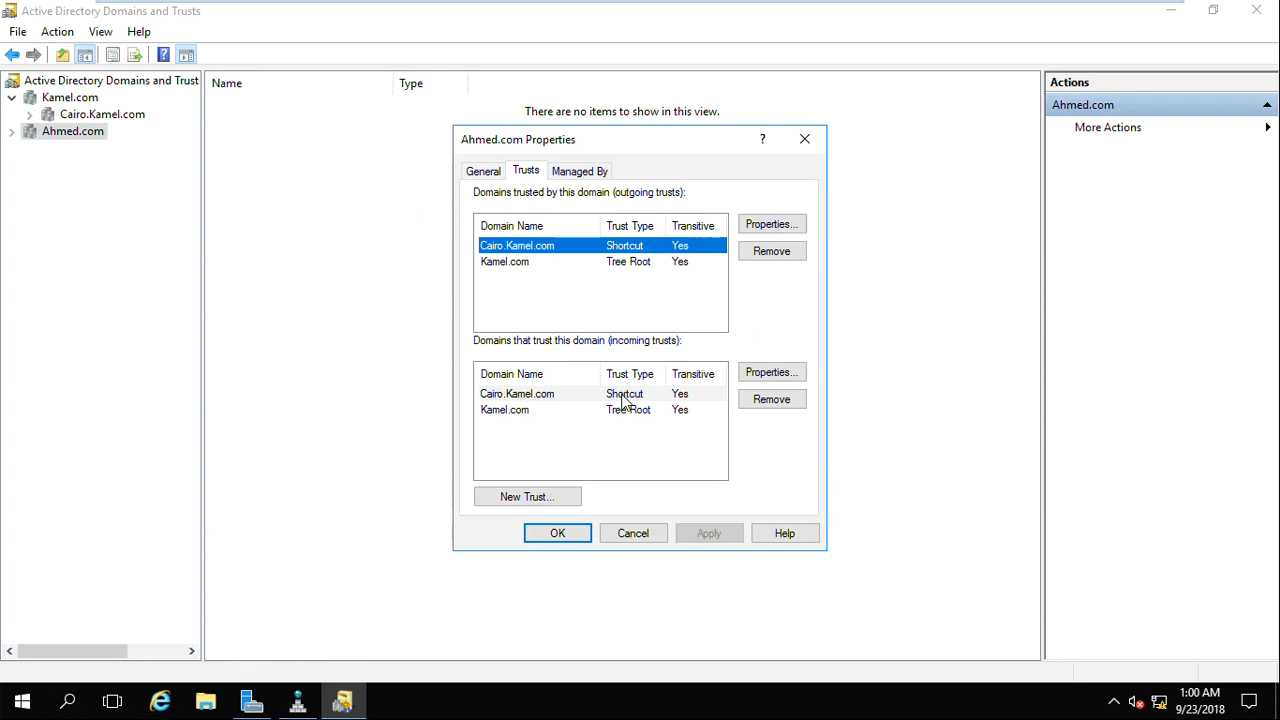 Active Directory Domains and Trusts
File Action View Help
Active Directory Domains and Trust
Kamel.com
Cairo.Kamel.com
Ahmed.com
Name Type
There are no items to show in this view.
Ahmed.com Properties
?
General Trusts Managed By
Domains trusted by this domain (outgoing trusts):
Domain Name Trust Type Transitive
Cairo.Kamel.com Shortcut Yes
Kamel.com Tree Root Yes
Properties...
Remove
Domains that trust this domain (incoming trusts):
Domain Name Trust Type Transitive
Cairo.Kamel.com Shortcut Yes
Kamel.com Tree Root Yes
Properties...
Remove
New Trust...
OK Cancel Apply Help
Actions
Ahmed.com
More Actions
1:00 AM
9/23/2018